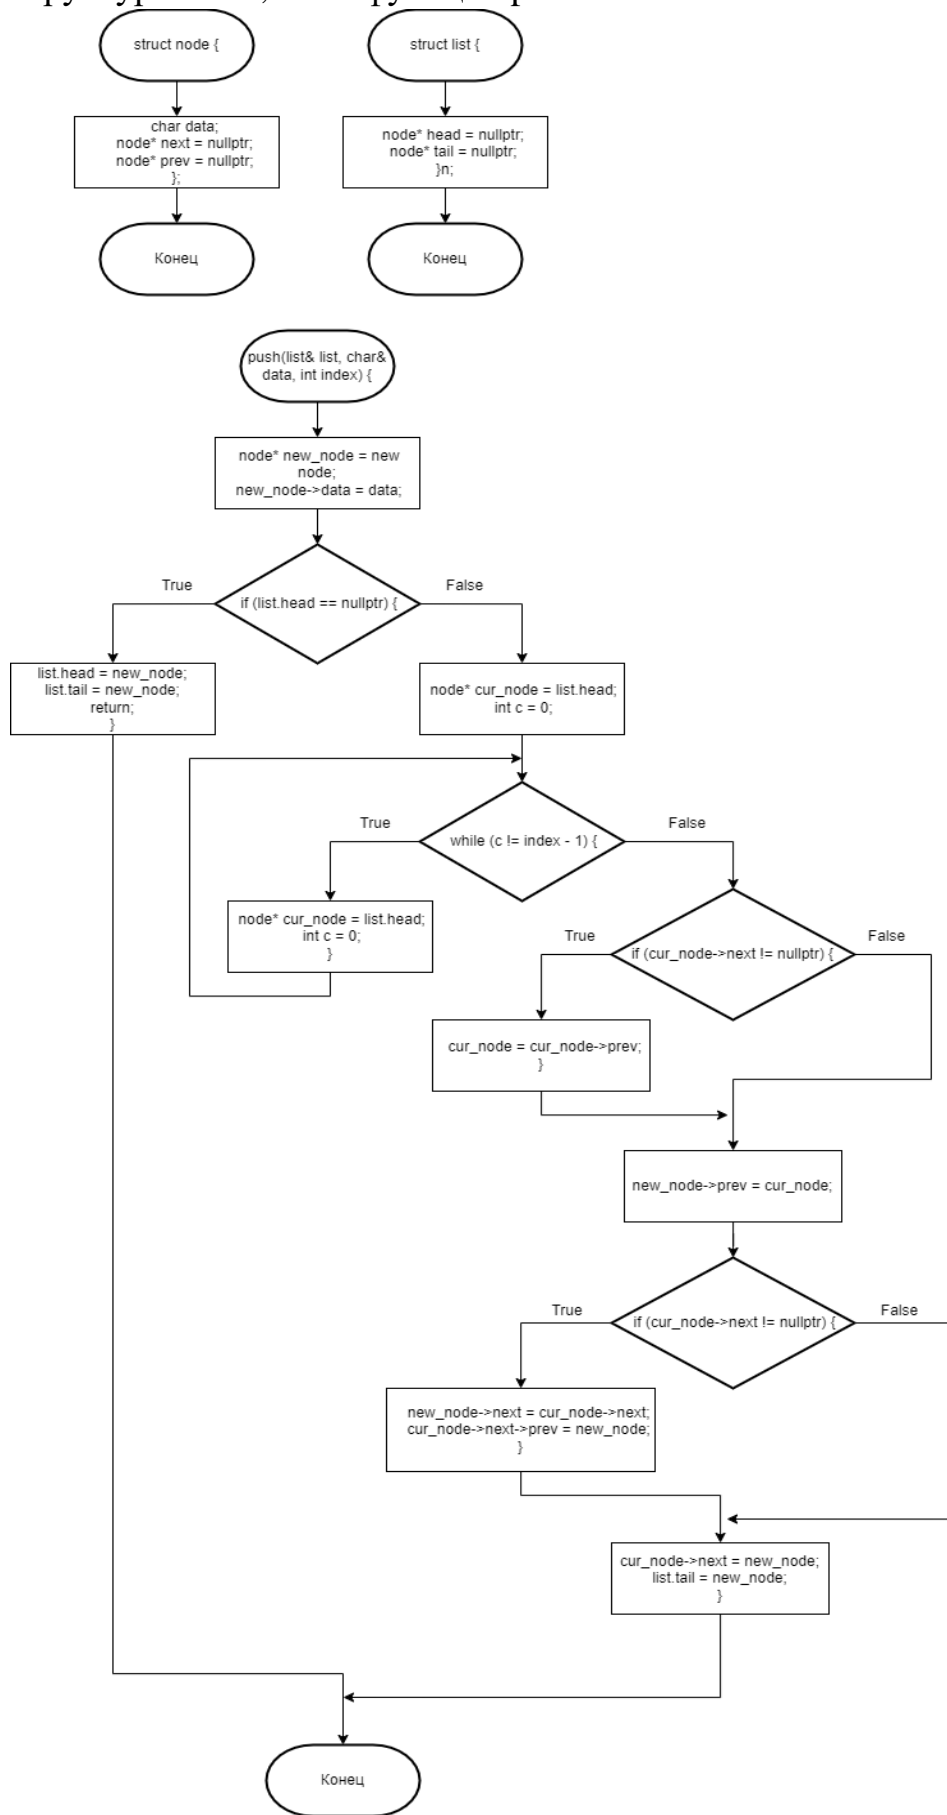 struct node {
struct list {
char data;
node* next = nullptr;
node* prev = nullptr;
};
node* head = nullptr;
node* tail = nullptr;
}n;
Конец
Конец
push(list& list, char&
data, int index) {
node* new_node = new
node;
new_node->data = data;
True
False
if (list.head == nullptr) {
list.head = new_node;
list.tail = new_node;
return;
}
node* cur_node = list.head;
int c = 0;
True
False
while (c != index - 1) {
node* cur_node = list.head;
int c = 0;
}
True
False
if (cur_node->next != nullptr) {
cur_node = cur_node->prev;
}
new_node->prev = cur_node;
True
False
if (cur_node->next != nullptr) {
new_node->next = cur_node->next;
cur_node->next->prev = new_node;
}
cur_node->next = new_node;
list.tail = new_node;
}
Конец